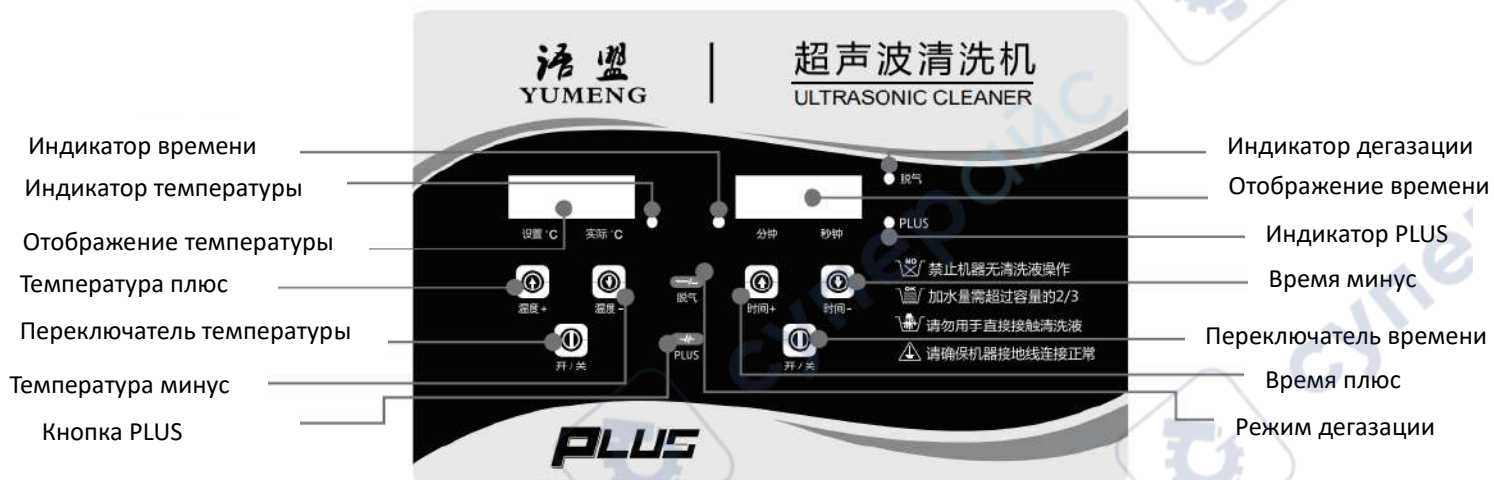 语盟
YUMENG
超声波清洗机
ULTRASONIC CLEANER
Индикатор времени
Индикатор температуры
Отображение температуры
Температура плюс
Переключатель температуры
Температура минус
Кнопка PLUS
设置 °C
实际 °C
分钟
秒钟
脱气
PLUS
温度+
温度-
脱气
时间+
时间-
开/关
PLUS
开/关
NO
禁止机器无清洗液操作
OK
加水量需超过容量的2/3
请勿用手直接接触清洗液
请确保机器接地线连接正常
PLUS
Индикатор дегазации
Отображение времени
Индикатор PLUS
Время минус
Переключатель времени
Время плюс
Режим дегазации
суперайс